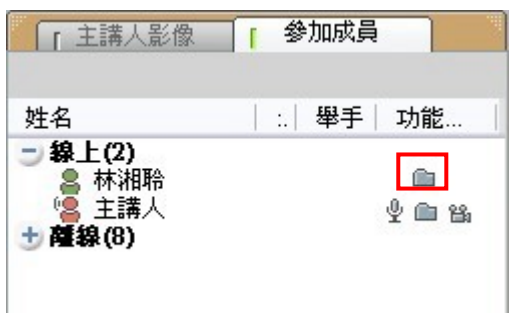 主講人影像 參加成員
姓名 :. 舉手 功能...
線上(2)
林湘聆
主講人
離線(8)